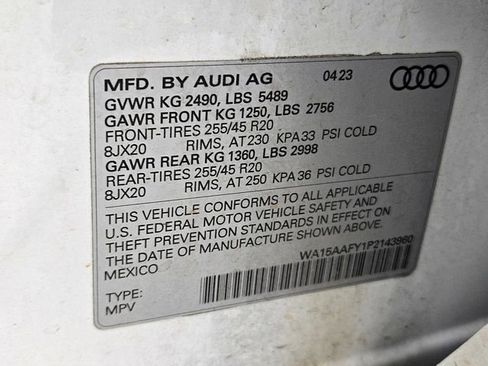 MFD. BY AUDI AG 04 23
GVWR KG 2490, LBS 5489
GAWR FRONT KG 1250, LBS 2756
FRONT-TIRES 255/45 R20
8JX20 RIMS, AT 230 KPA 33 PSI COLD
GAWR REAR KG 1360, LBS 2998
REAR-TIRES 255/45 R20
8JX20 RIMS, AT 250 KPA 36 PSI COLD
THIS VEHICLE CONFORMS TO ALL APPLICABLE
U.S. FEDERAL MOTOR VEHICLE SAFETY AND
THEFT PREVENTION STANDARDS IN EFFECT ON
THE DATE OF MANUFACTURE SHOWN ABOVE.
MEXICO
WA15AAFY1P2143960
TYPE:
MPV